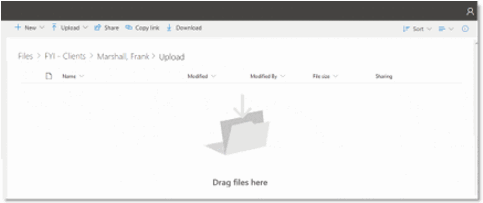 + New Upload Share Copy link Download Sort
Files > FYI - Clients > Marshall, Frank > Upload
Name Modified Modified By File size Sharing
Drag files here